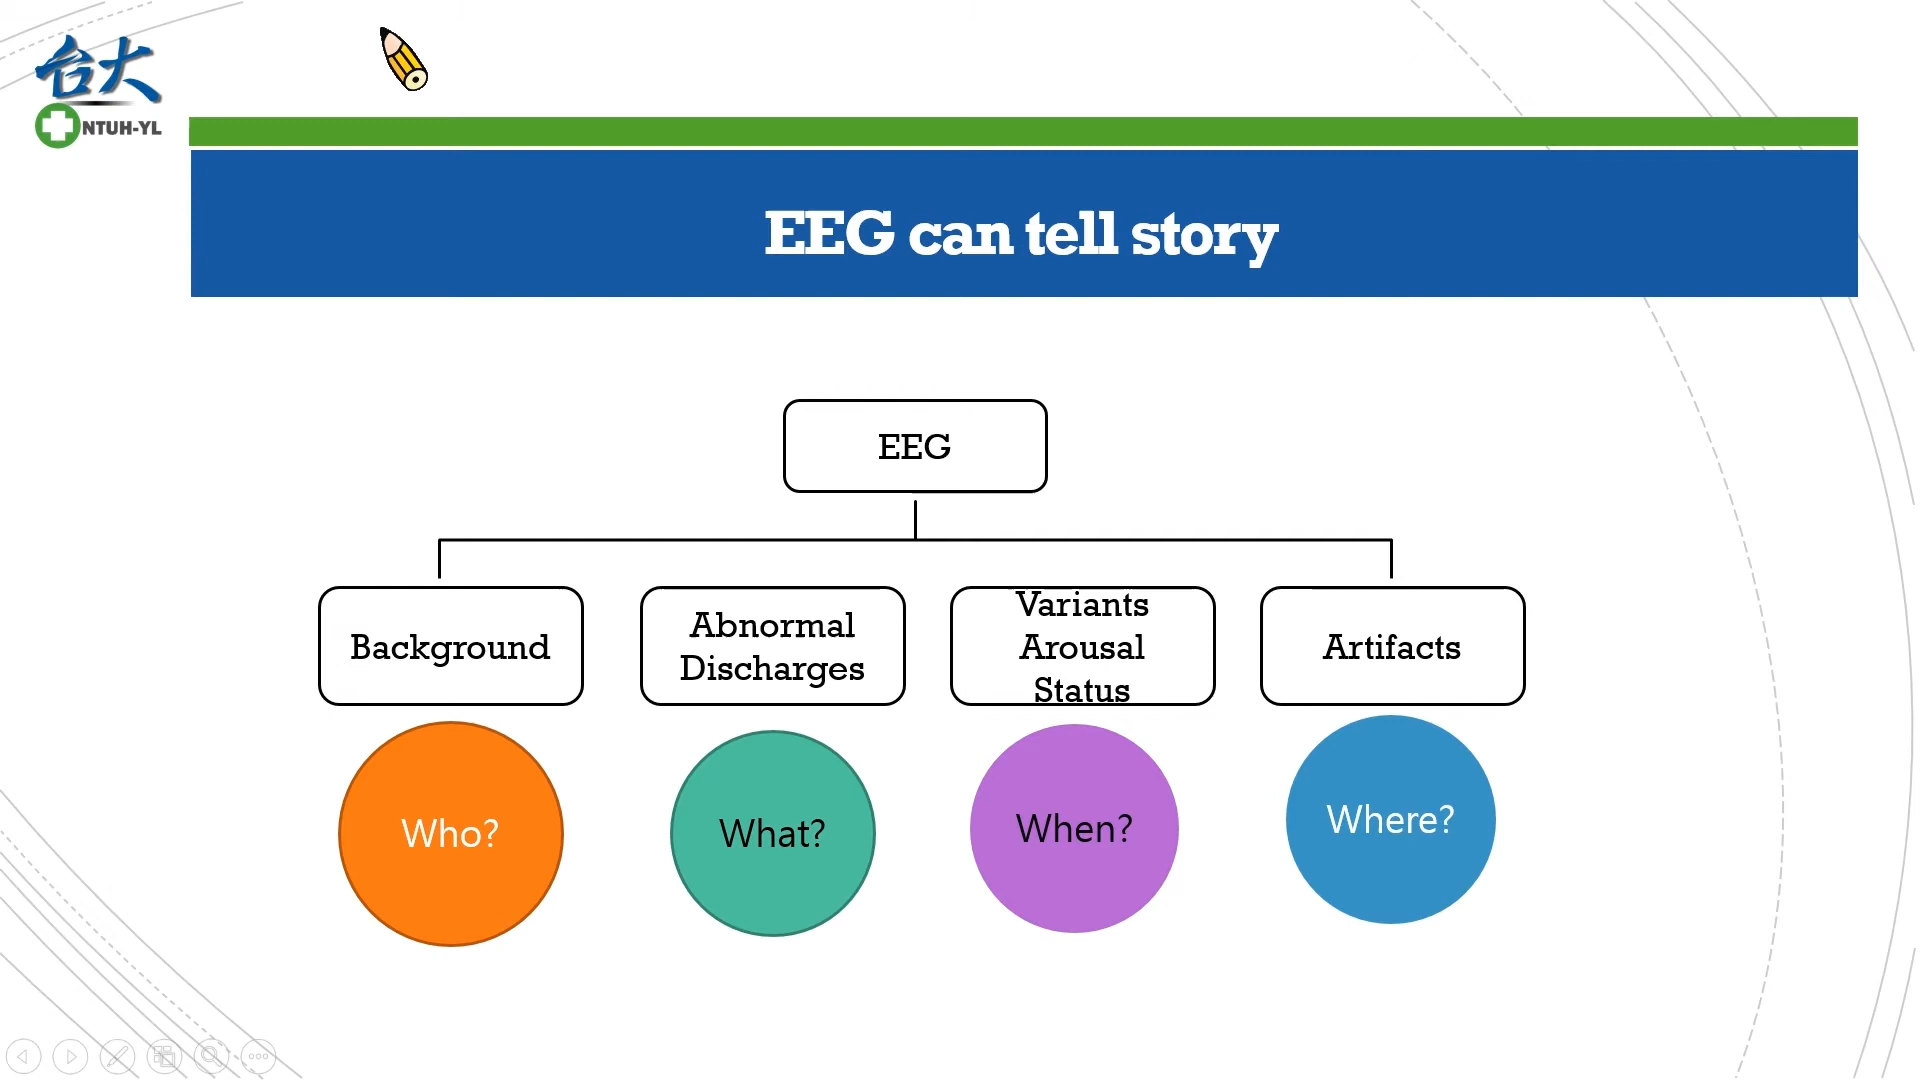 台大
NTUH-YL
EEG can tell story
EEG
Background
Abnormal
Discharges
Variants
Arousal
Status
Artifacts
Who?
What?
When?
Where?